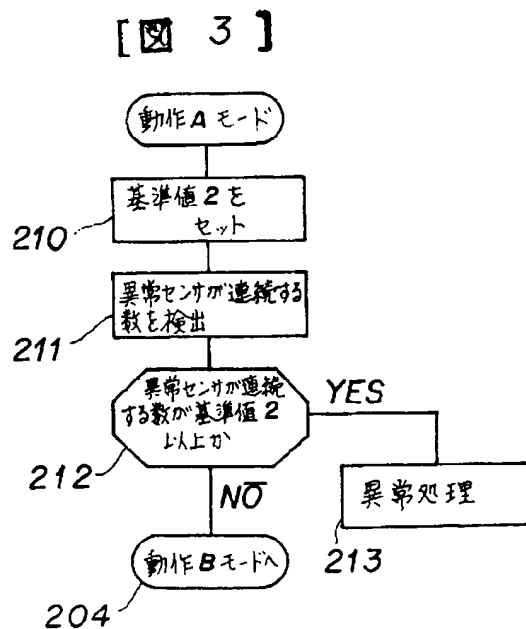 [図 3]
動作Aモード
基準値2を
セット
210
異常センサが連続する
数を検出
211
異常センサが連続
する数が基準値2
以上か
YES
212
NO
異常処理
213
動作Bモードへ
204